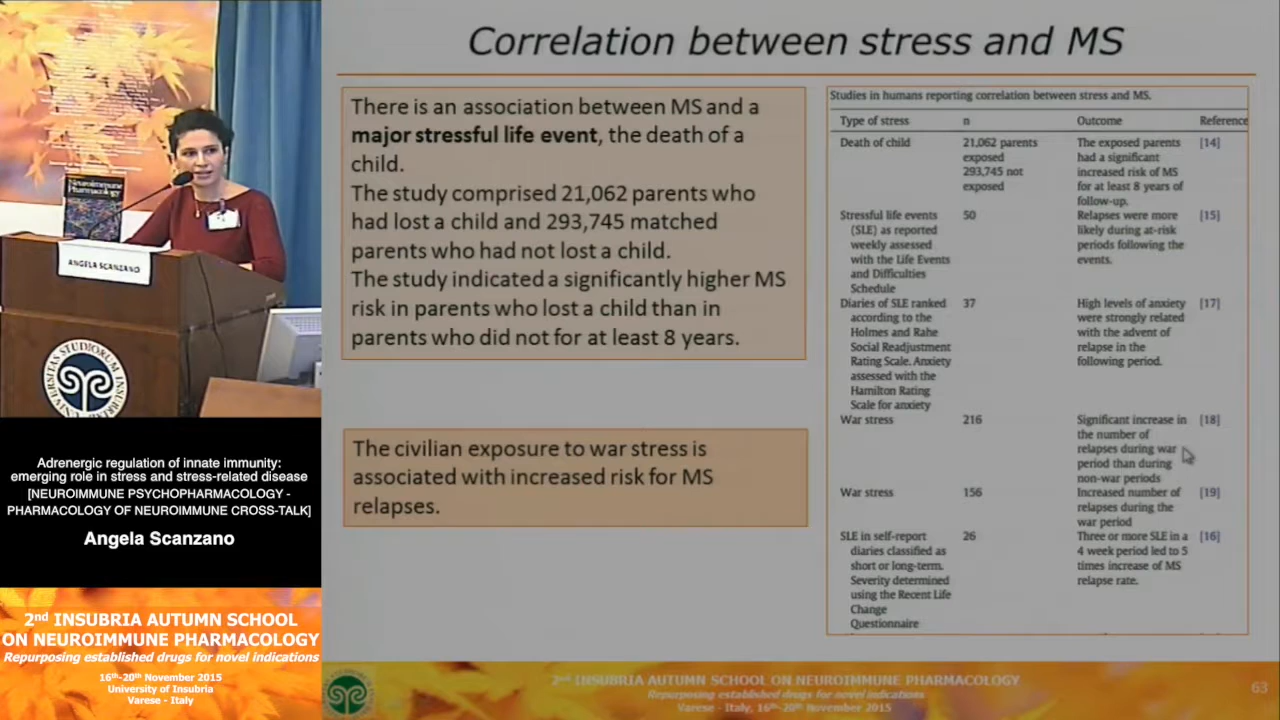 Correlation between stress and MS
There is an association between MS and a
major stressful life event, the death of a
child.
The study comprised 21,062 parents who
had lost a child and 293,745 matched
parents who had not lost a child.
The study indicated a significantly higher MS
risk in parents who lost a child than in
parents who did not for at least 8 years.
The civilian exposure to war stress is
associated with increased risk for MS
relapses.
Studies in humans reporting correlation between stress and MS.
Type of stress n Outcome Reference
Death of child 21,062 parents The exposed parents [14]
exposed had a significant
293,745 not increased risk of MS
exposed for at least 8 years of
follow-up.
Stressful life events 50 Relapses were more [15]
(SLE) as reported likely during at-risk
weekly assessed periods following the
with the Life Events events.
and Difficulties
Schedule
Diaries of SLE ranked 37 High levels of anxiety [17]
according to the were strongly related
Holmes and Rahe with the advent of
Social Readjustment relapse in the
Rating Scale. Anxiety following period.
assessed with the
Hamilton Rating
Scale for anxiety
War stress 216 Significant increase in [18]
the number of
relapses during war
period than during
non-war periods
War stress 156 Increased number of [19]
relapses during the
war period
SLE in self-report 26 Three or more SLE in a [16]
diaries classified as 4 week period led to 5
short or long-term. times increase of MS
Severity determined relapse rate.
using the Recent Life
Change
Questionnaire
Neuroimmune
Pharmacology
ANGELA SCANZANO
Adrenergic regulation of innate immunity:
emerging role in stress and stress-related disease
[NEUROIMMUNE PSYCHOPHARMACOLOGY -
PHARMACOLOGY OF NEUROIMMUNE CROSS-TALK]
Angela Scanzano
2nd INSUBRIA AUTUMN SCHOOL
ON NEUROIMMUNE PHARMACOLOGY
Repurposing established drugs for novel indications
16th-20th November 2015
University of Insubria
Varese - Italy
2nd INSUBRIA AUTUMN SCHOOL ON NEUROIMMUNE PHARMACOLOGY
Repurposing established drugs for novel indications
Varese - Italy, 16th-20th November 2015
63